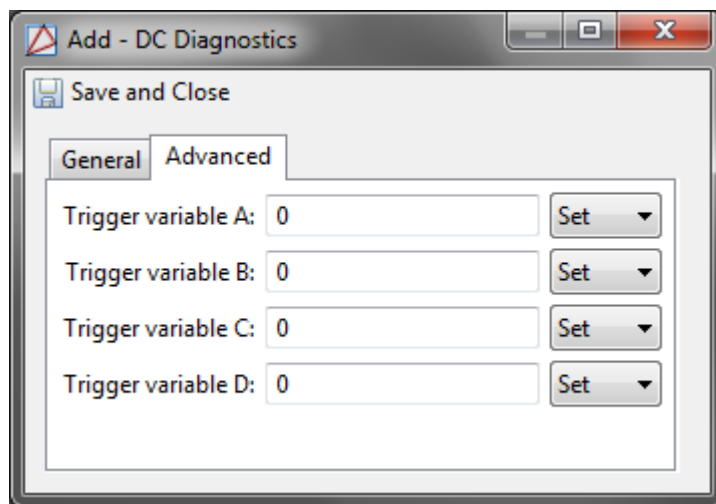 Add - DC Diagnostics
Save and Close
General Advanced
Trigger variable A: 0 Set
Trigger variable B: 0 Set
Trigger variable C: 0 Set
Trigger variable D: 0 Set